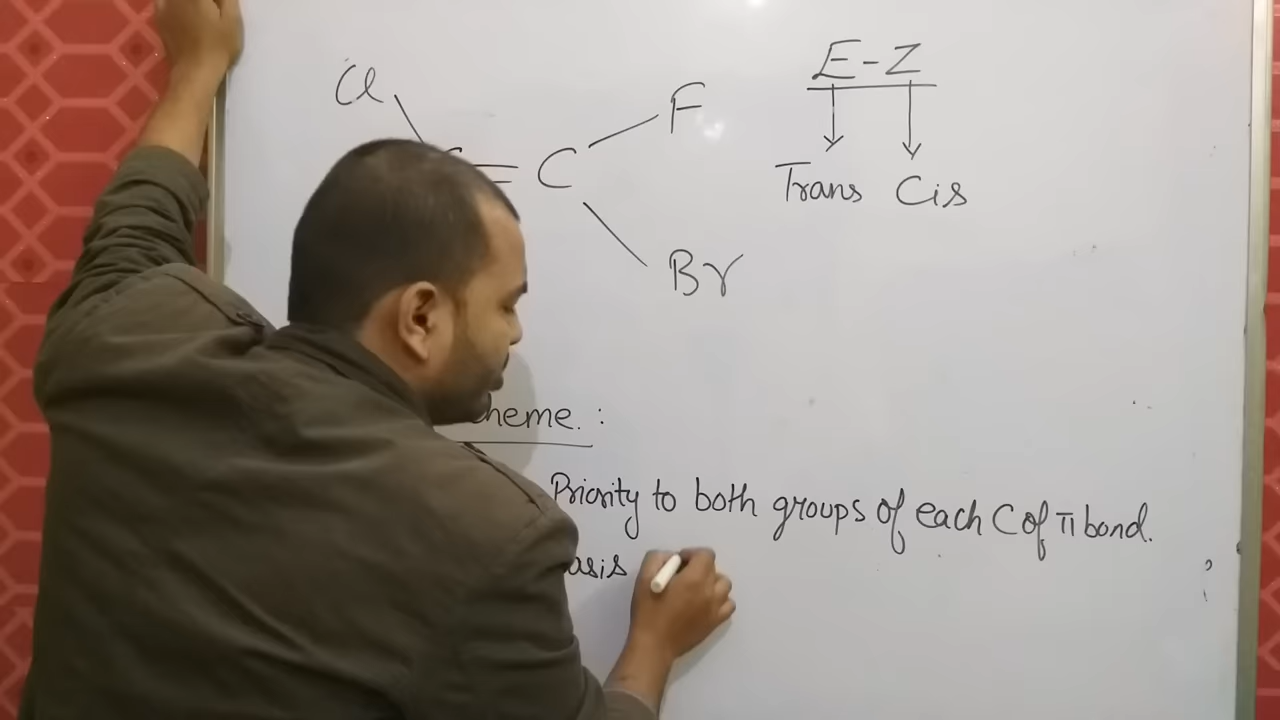 E-Z
Cl F
= C
Trans Cis
Br
heme. :
Priority to both groups of each C of π bond.
asis